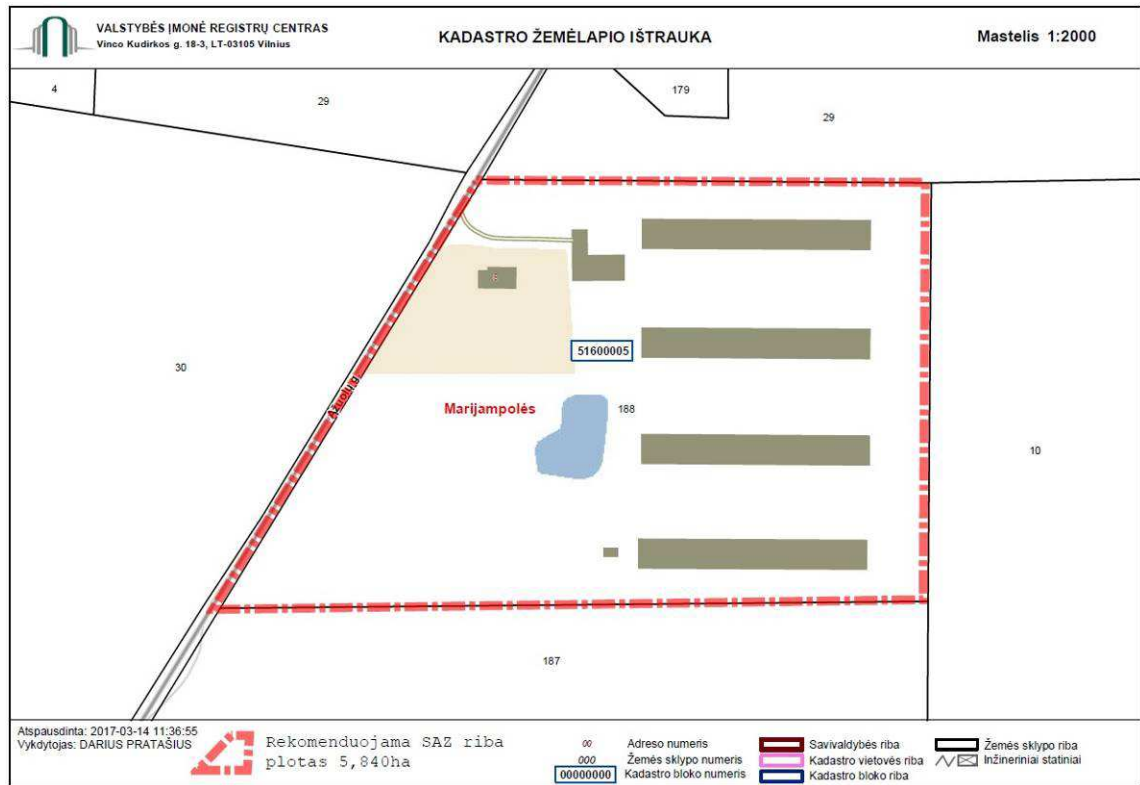 VALSTYBĖS ĮMONĖ REGISTRŲ CENTRAS
Vinco Kudirkos g. 18-3, LT-03105 Vilnius
KADASTRO ŽEMĖLAPIO IŠTRAUKA
Mastelis 1:2000
4
29
179
29
51600005
30
Ąžuolų g.
Marijampolės
188
10
187
Atspausdinta: 2017-03-14 11:36:55
Vykdytojas: DARIUS PRATAŠIUS
Rekomenduojama SAZ riba
plotas 5,840ha
00 Adreso numeris
000 Žemės sklypo numeris
00000000 Kadastro bloko numeris
Savivaldybės riba
Kadastro vietovės riba
Kadastro bloko riba
Žemės sklypo riba
Inžineriniai statiniai